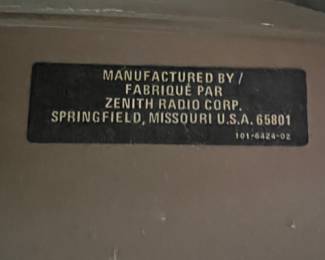 MANUFACTURED BY /
FABRIQUÉ PAR
ZENITH RADIO CORP.
SPRINGFIELD, MISSOURI U.S.A. 65801
101-6424-02